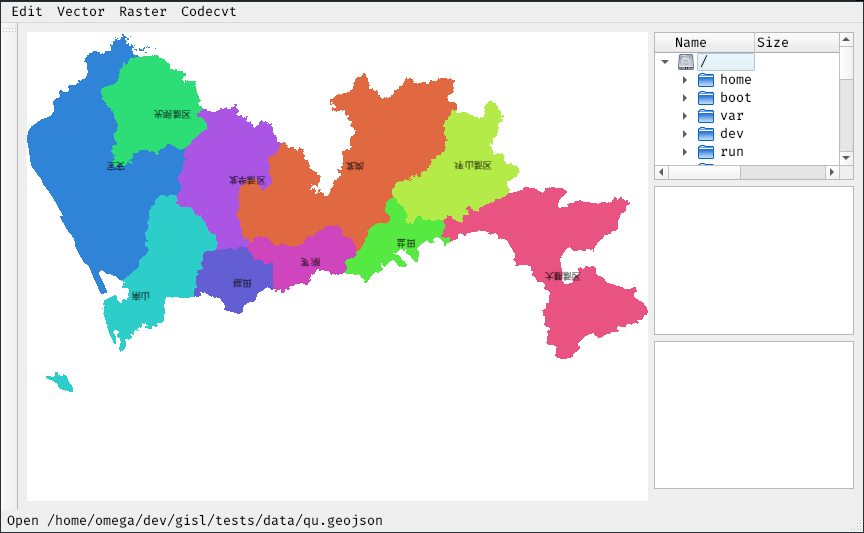 Edit Vector Raster Codecvt
Name Size
/
home
boot
var
dev
run
光明新区
宝安
龙华新区
龙岗
坪山新区
盐田
罗湖
大鹏新区
福田
南山
Open /home/omega/dev/gisl/tests/data/qu.geojson